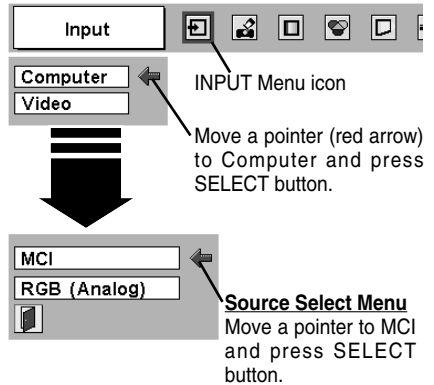 Input
INPUT Menu icon
Computer
Video
Move a pointer (red arrow)
to Computer and press
SELECT button.
MCI
RGB (Analog)
Source Select Menu
Move a pointer to MCI
and press SELECT
button.